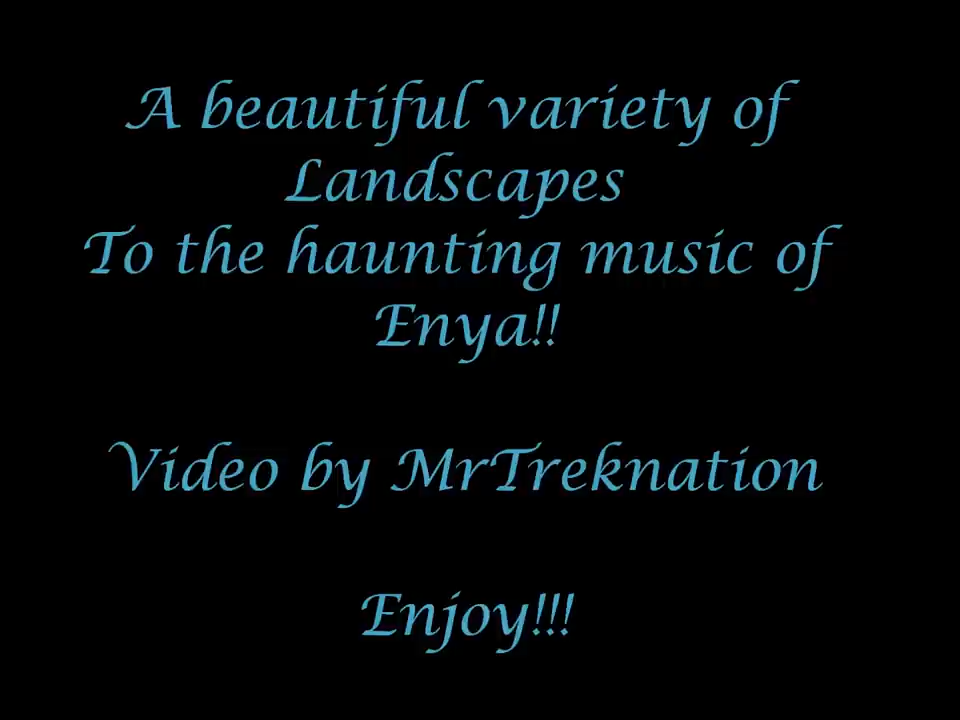 A beautiful variety of
Landscapes
To the haunting music of
Enya!!
Video by MrTreknation
Enjoy!!!